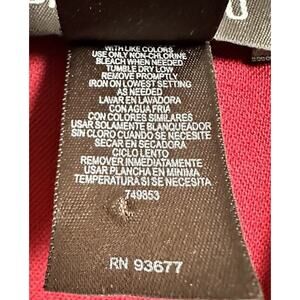 WITH LIKE COLORS
USE ONLY NON-CHLORINE
BLEACH WHEN NEEDED
TUMBLE DRY LOW
REMOVE PROMPTLY
IRON ON LOWEST SETTING
AS NEEDED
LAVAR EN LAVADORA
CON AGUA FRIA
CON COLORES SIMILARES
USAR SOLAMENTE BLANQUEADOR
SIN CLORO CUANDO SE NECESITE
SECAR EN SECADORA
CICLO LENTO
REMOVER INMEDIATAMENTE
USAR PLANCHA EN MINIMA
TEMPERATURA SI SE NECESITA
749853
RN 93677